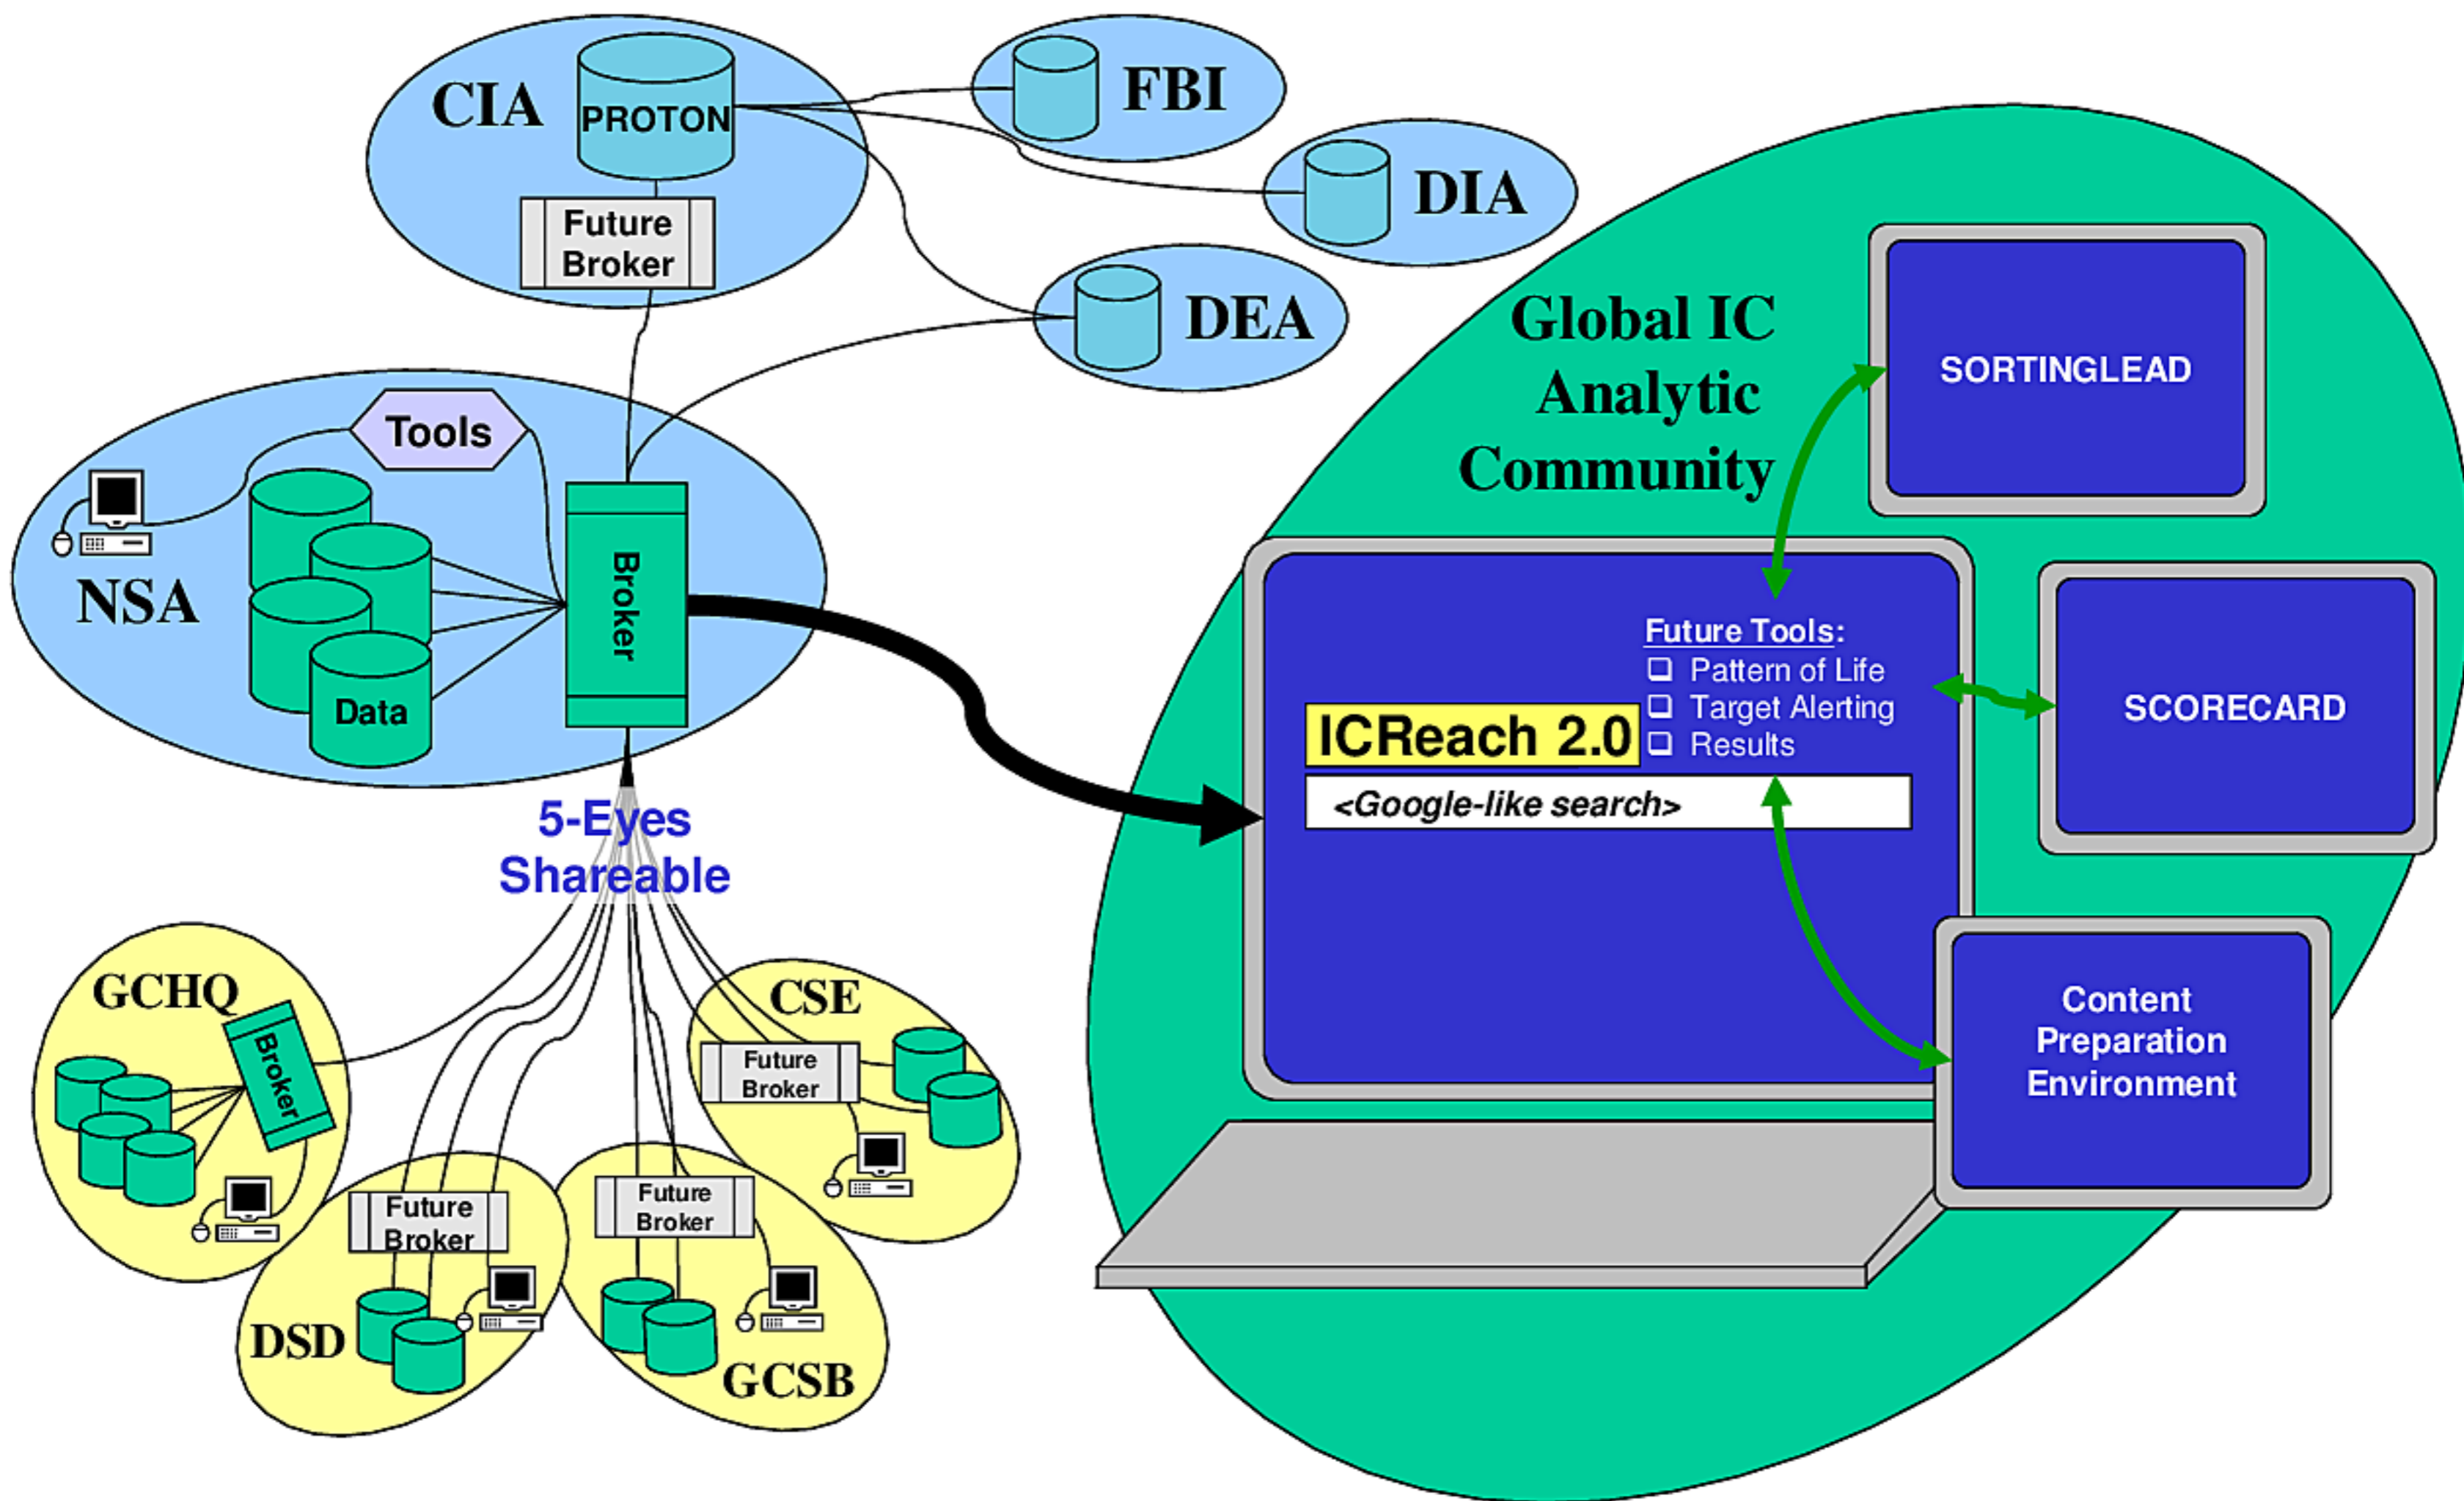 CIA
PROTON
Future
Broker
FBI
DIA
DEA
NSA
Tools
Data
Broker
5-Eyes
Shareable
GCHQ
Broker
DSD
Future
Broker
GCSB
Future
Broker
CSE
Future
Broker
Global IC
Analytic
Community
SORTINGLEAD
SCORECARD
Future Tools:
Pattern of Life
Target Alerting
Results
ICReach 2.0
<Google-like search>
Content
Preparation
Environment